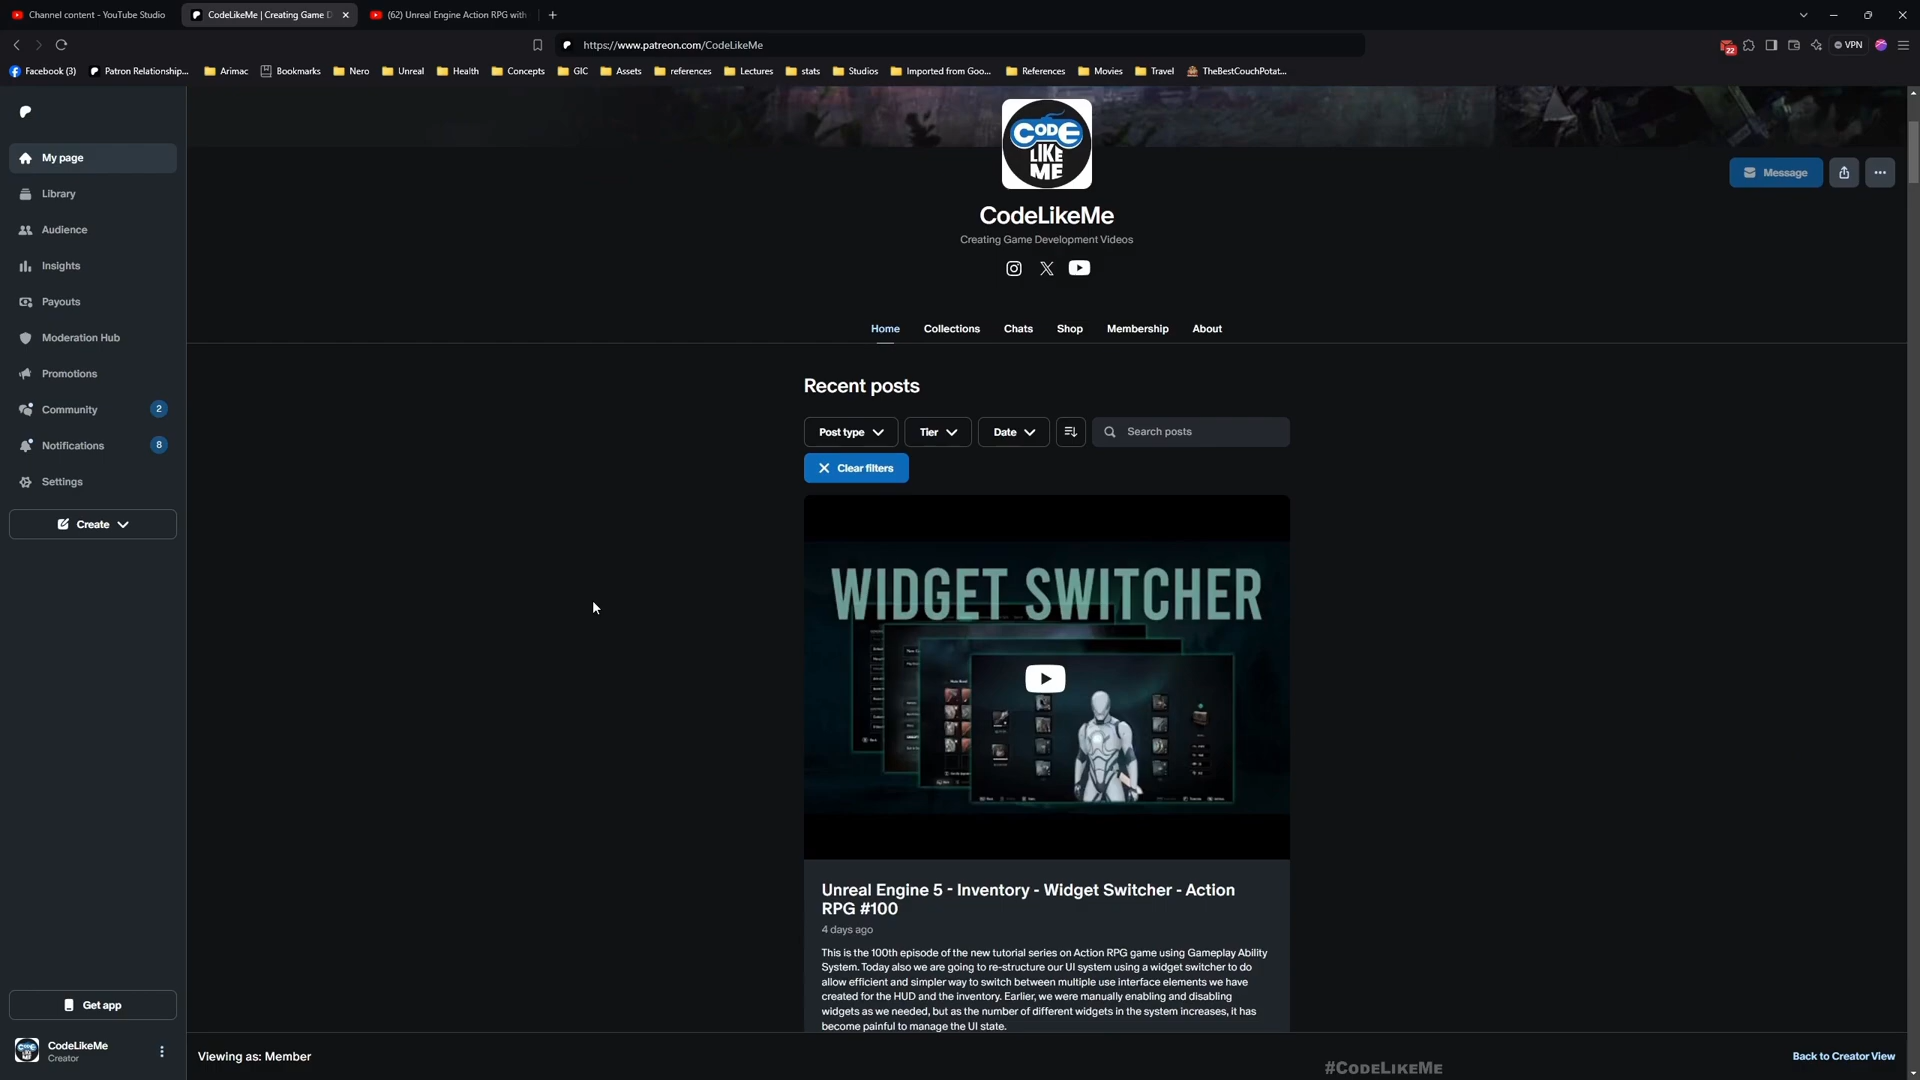 Channel content - YouTube Studio
CodeLikeMe | Creating Game D
(62) Unreal Engine Action RPG with
https://www.patreon.com/CodeLikeMe
22
VPN
Facebook (3)
Patron Relationship...
Arimac
Bookmarks
Nero
Unreal
Health
Concepts
GIC
Assets
references
Lectures
stats
Studios
Imported from Goo...
References
Movies
Travel
TheBestCouchPotat...
My page
Library
Audience
Insights
Payouts
Moderation Hub
Promotions
Community 2
Notifications 8
Settings
Create
Get app
CodeLikeMe
Creator
CODE
LIKE
ME
Message
CodeLikeMe
Creating Game Development Videos
Home Collections Chats Shop Membership About
Recent posts
Post type Tier Date Search posts
Clear filters
WIDGET SWITCHER
Unreal Engine 5 - Inventory - Widget Switcher - Action
RPG #100
4 days ago
This is the 100th episode of the new tutorial series on Action RPG game using Gameplay Ability
System. Today also we are going to re-structure our UI system using a widget switcher to do
allow efficient and simpler way to switch between multiple use interface elements we have
created for the HUD and the inventory. Earlier, we were manually enabling and disabling
widgets as we needed, but as the number of different widgets in the system increases, it has
become painful to manage the UI state.
Viewing as: Member
#CodeLikeMe
Back to Creator View